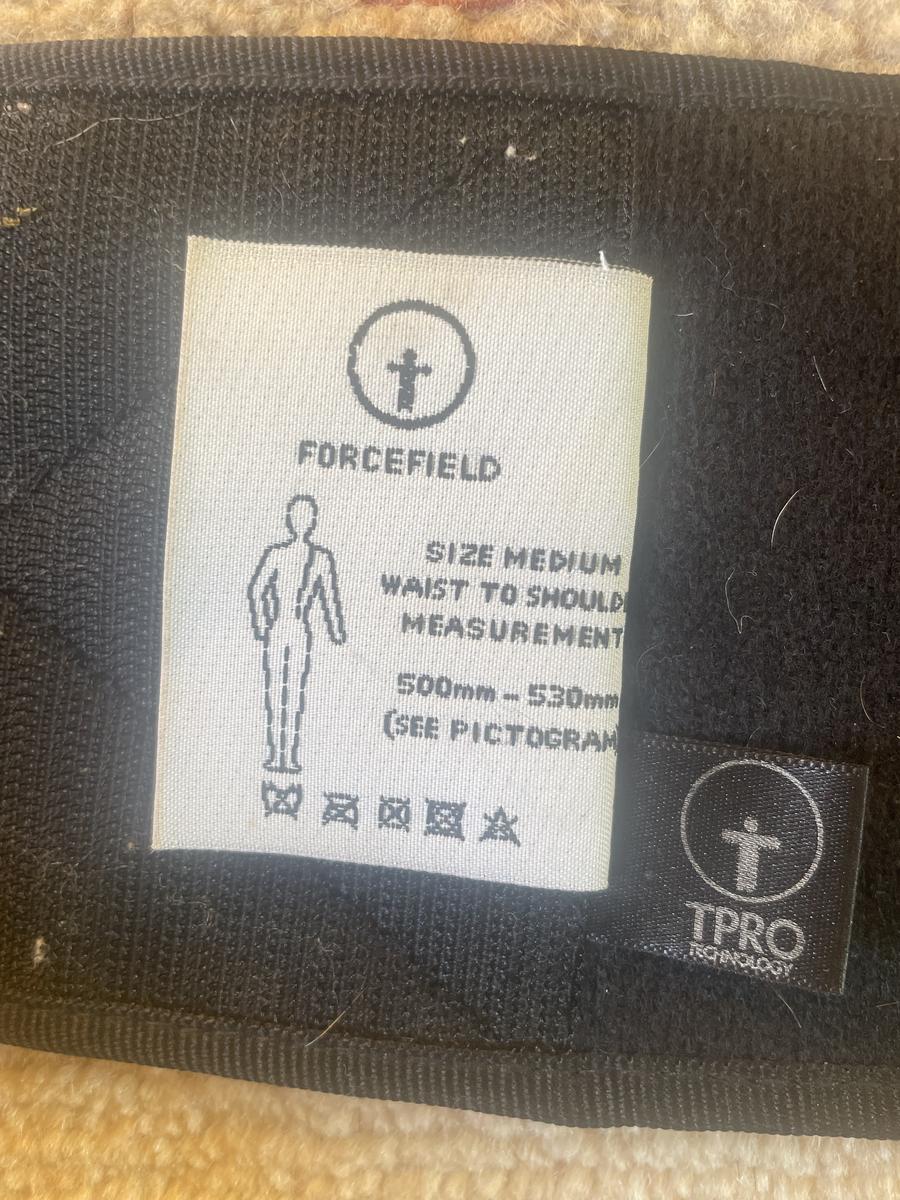 FORCEFIELD
SIZE MEDIUM
WAIST TO SHOULD
MEASUREMENT
500mm – 530mm
(SEE PICTOGRAM
TPRO
TECHNOLOGY